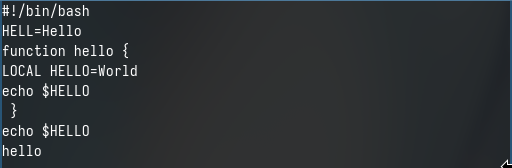 #!/bin/bash
HELL=Hello
function hello {
LOCAL HELLO=World
echo $HELLO
 }
echo $HELLO
hello